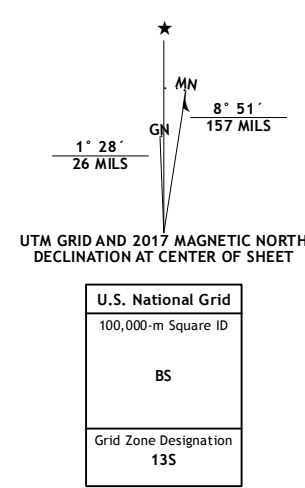 ★
MN
8° 51´
157 MILS
GN
1° 28´
26 MILS
UTM GRID AND 2017 MAGNETIC NORTH
DECLINATION AT CENTER OF SHEET
U.S. National Grid
100,000-m Square ID
BS
Grid Zone Designation
13S